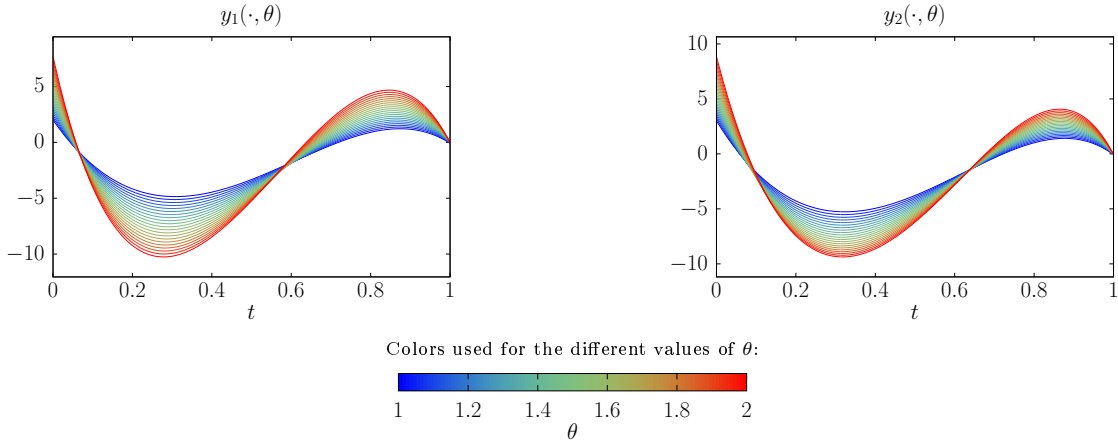 y₁(·, θ)
5
0
−5
−10
0 0.2 0.4 0.6 0.8 1
t
y₂(·, θ)
10
5
0
−5
−10
0 0.2 0.4 0.6 0.8 1
t
Colors used for the different values of θ:
1 1.2 1.4 1.6 1.8 2
θ